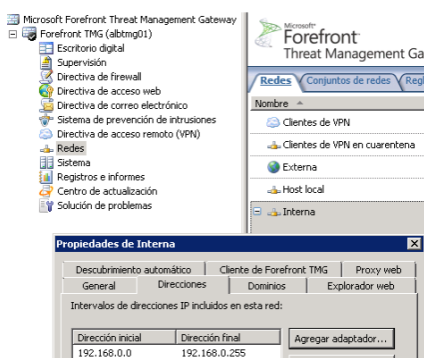 Microsoft Forefront Threat Management Gateway
Forefront TMG (albtmg01)
Escritorio digital
Supervisión
Directiva de firewall
Directiva de acceso web
Directiva de correo electrónico
Sistema de prevención de intrusiones
Directiva de acceso remoto (VPN)
Redes
Sistema
Registros e informes
Centro de actualización
Solución de problemas
Microsoft
Forefront
Threat Management Ga
Redes Conjuntos de redes Regl
Nombre
Clientes de VPN
Clientes de VPN en cuarentena
Externa
Host local
Interna
Propiedades de Interna
Descubrimiento automático Cliente de Forefront TMG Proxy web
General Direcciones Dominios Explorador web
Intervalos de direcciones IP incluidos en esta red:
Dirección inicial Dirección final Agregar adaptador...
192.168.0.0 192.168.0.255